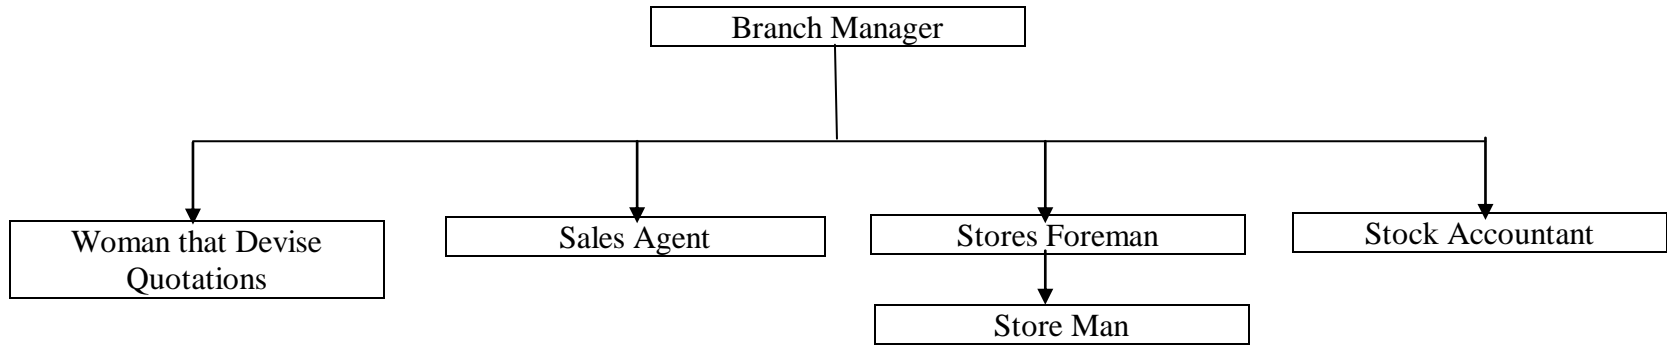 Branch Manager
Woman that Devise
Quotations
Sales Agent
Stores Foreman
Stock Accountant
Store Man